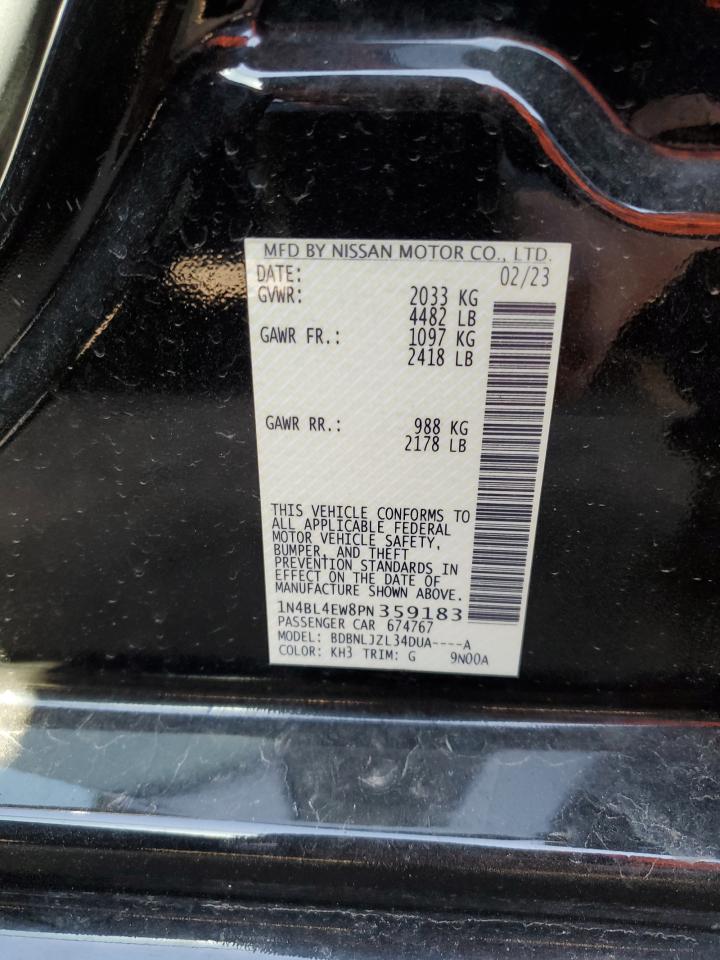 MFD BY NISSAN MOTOR CO., LTD.
DATE: 02/23
GVWR: 2033 KG
4482 LB
GAWR FR.: 1097 KG
2418 LB
GAWR RR.: 988 KG
2178 LB
THIS VEHICLE CONFORMS TO
ALL APPLICABLE FEDERAL
MOTOR VEHICLE SAFETY,
BUMPER, AND THEFT
PREVENTION STANDARDS IN
EFFECT ON THE DATE OF
MANUFACTURE SHOWN ABOVE.
1N4BL4EW8PN359183
PASSENGER CAR 674767
MODEL: BDBNLJZL34DUA----A
COLOR: KH3 TRIM: G 9N00A